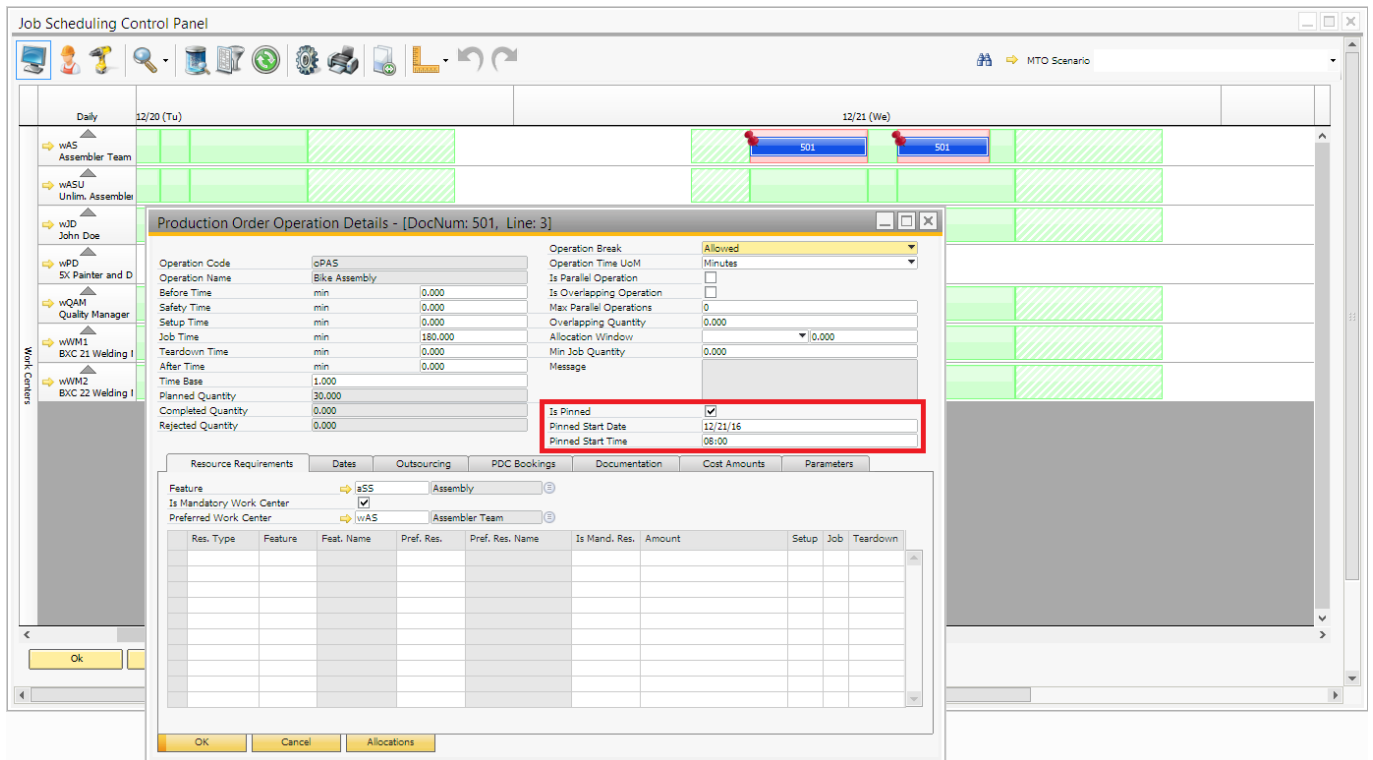 Job Scheduling Control Panel
MTO Scenario
Daily
12/20 (Tu)
12/21 (We)
wAS
Assembler Team
501
501
wASU
Unlim. Assembler
wJD
John Doe
wPD
5X Painter and D
wQAM
Quality Manager
wWM1
BXC 21 Welding
wWM2
BXC 22 Welding
Work Centers
Ok
Production Order Operation Details - [DocNum: 501, Line: 3]
Operation Code oPAS
Operation Name Bike Assembly
Before Time min 0.000
Safety Time min 0.000
Setup Time min 0.000
Job Time min 180.000
Teardown Time min 0.000
After Time min 0.000
Time Base 1.000
Planned Quantity 30.000
Completed Quantity 0.000
Rejected Quantity 0.000
Operation Break Allowed
Operation Time UoM Minutes
Is Parallel Operation
Is Overlapping Operation
Max Parallel Operations 0
Overlapping Quantity 0.000
Allocation Window 0.000
Min Job Quantity 0.000
Message
Is Pinned
Pinned Start Date 12/21/16
Pinned Start Time 08:00
Resource Requirements Dates Outsourcing PDC Bookings Documentation Cost Amounts Parameters
Feature aSS Assembly
Is Mandatory Work Center
Preferred Work Center wAS Assembler Team
Res. Type Feature Feat. Name Pref. Res. Pref. Res. Name Is Mand. Res. Amount Setup Job Teardown
OK Cancel Allocations